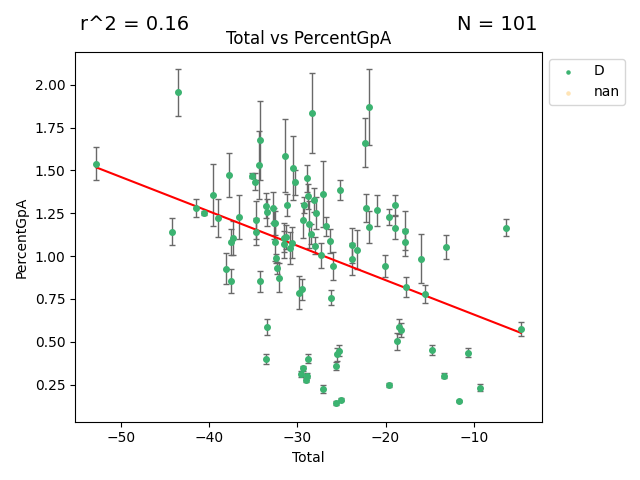 r^2 = 0.16
N = 101
Total vs PercentGpA
D
nan
PercentGpA
2.00
1.75
1.50
1.25
1.00
0.75
0.50
0.25
−50
−40
−30
−20
−10
Total